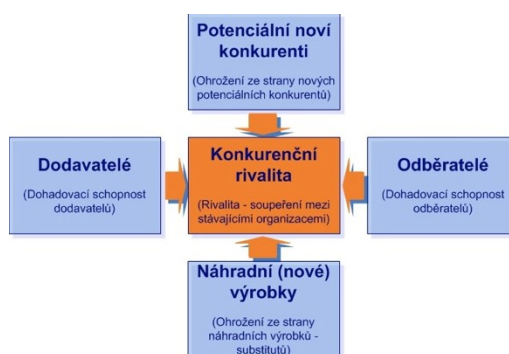 Potenciální noví
konkurenti
(Ohrožení ze strany nových
potenciálních konkurentů)
Dodavatelé
(Dohadovací schopnost
dodavatelů)
Konkurenční
rivalita
(Rivalita - soupeření mezi
stávajícími organizacemi)
Odběratelé
(Dohadovací schopnost
odběratelů)
Náhradní (nové)
výrobky
(Ohrožení ze strany
náhradních výrobků -
substitutů)